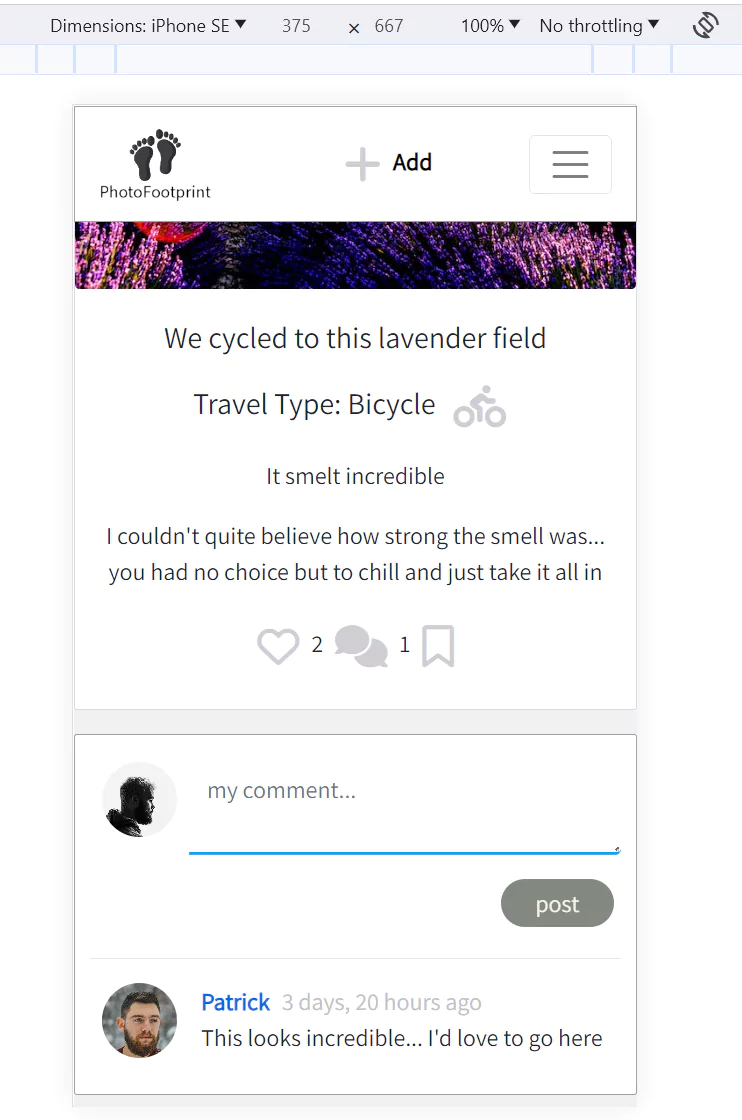 Dimensions: iPhone SE 375 × 667 100% No throttling
PhotoFootprint
Add
We cycled to this lavender field
Travel Type: Bicycle
It smelt incredible
I couldn't quite believe how strong the smell was...
you had no choice but to chill and just take it all in
2 1
my comment...
post
Patrick 3 days, 20 hours ago
This looks incredible... I'd love to go here